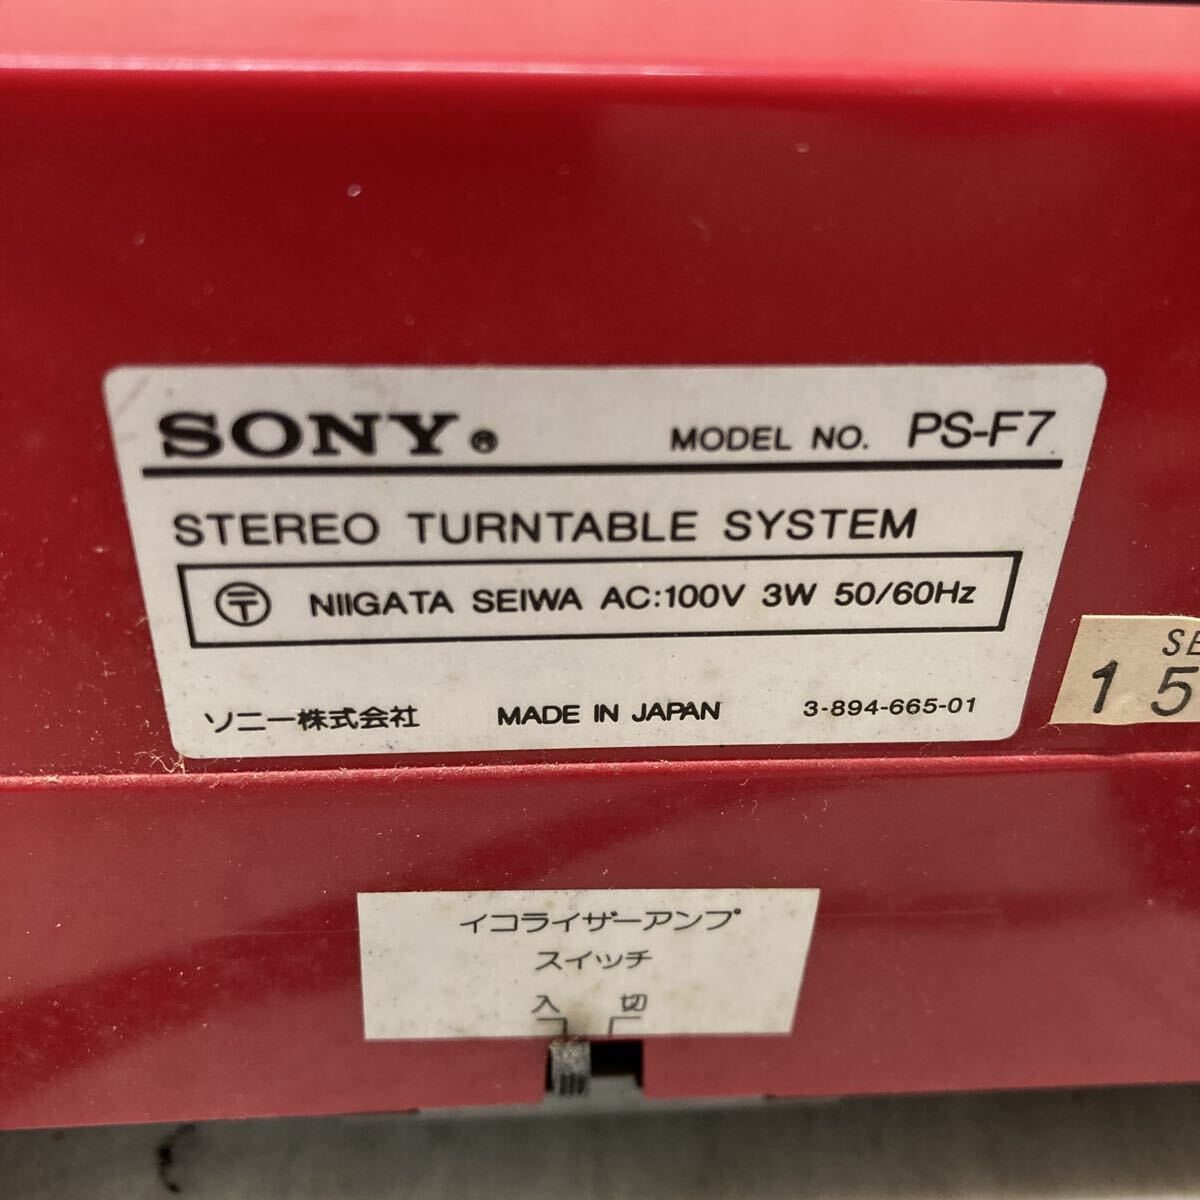 SONY®
MODEL NO. PS-F7
STEREO TURNTABLE SYSTEM
〒 NIIGATA SEIWA AC:100V 3W 50/60Hz
ソニー株式会社 MADE IN JAPAN 3-894-665-01
SE
15
イコライザーアンプ
スイッチ
入 切